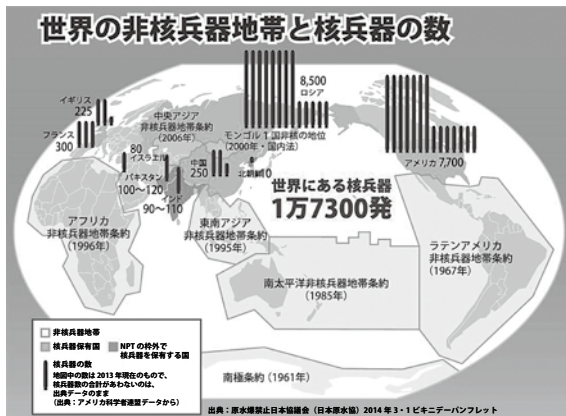 世界の非核兵器地帯と核兵器の数
イギリス
225
フランス
300
中央アジア
非核兵器地帯条約
(2006年)
8,500
ロシア
モンゴル1国非核の地位
(2000年・国内法)
80
イスラエル
パキスタン
100〜120
インド
90〜110
中国
250
北朝鮮
アメリカ 7,700
世界にある核兵器
1万7300発
アフリカ
非核兵器地帯条約
(1996年)
東南アジア
非核兵器地帯条約
(1995年)
ラテンアメリカ
非核兵器地帯条約
(1967年)
南太平洋非核兵器地帯条約
(1985年)
南極条約(1961年)
非核兵器地帯
核兵器保有国
NPTの枠外で
核兵器を保有する国
核兵器の数
地図中の数は2013年現在のもので、
核兵器数の合計があわないのは、
出典データのまま
(出典:アメリカ科学者連盟データから)
出典:原水爆禁止日本協議会(日本原水協)2014年3・1ビキニデーパンフレット